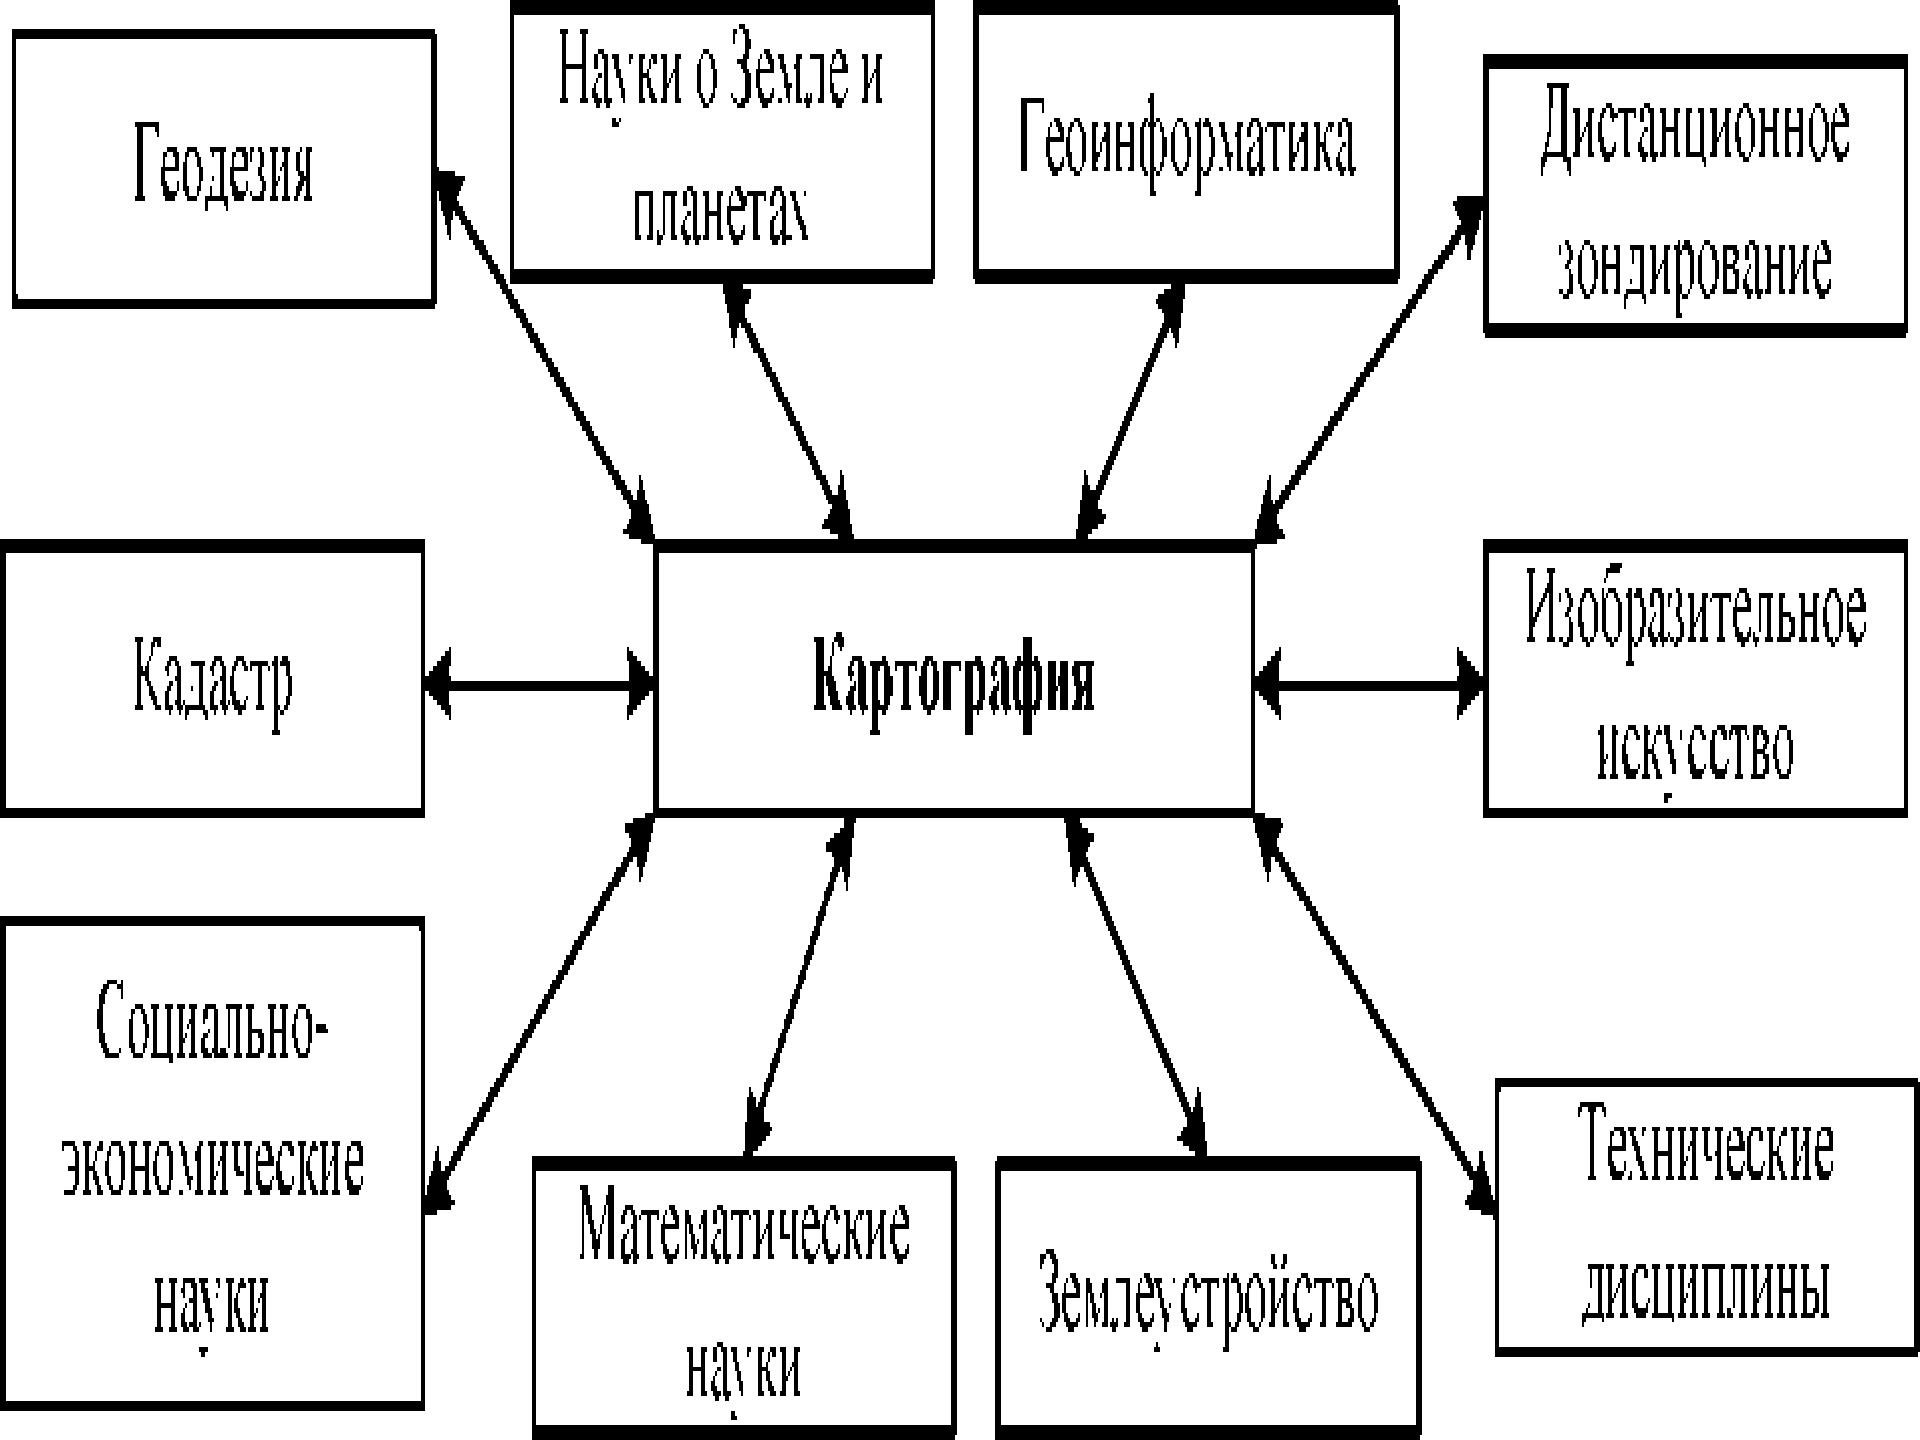 Геодезия
Науки о Земле и
планетах
Геоинформатика
Дистанционное
зондирование
Кадастр
Картография
Изобразительное
искусство
Социально-
экономические
науки
Математические
науки
Землеустройство
Технические
дисциплины